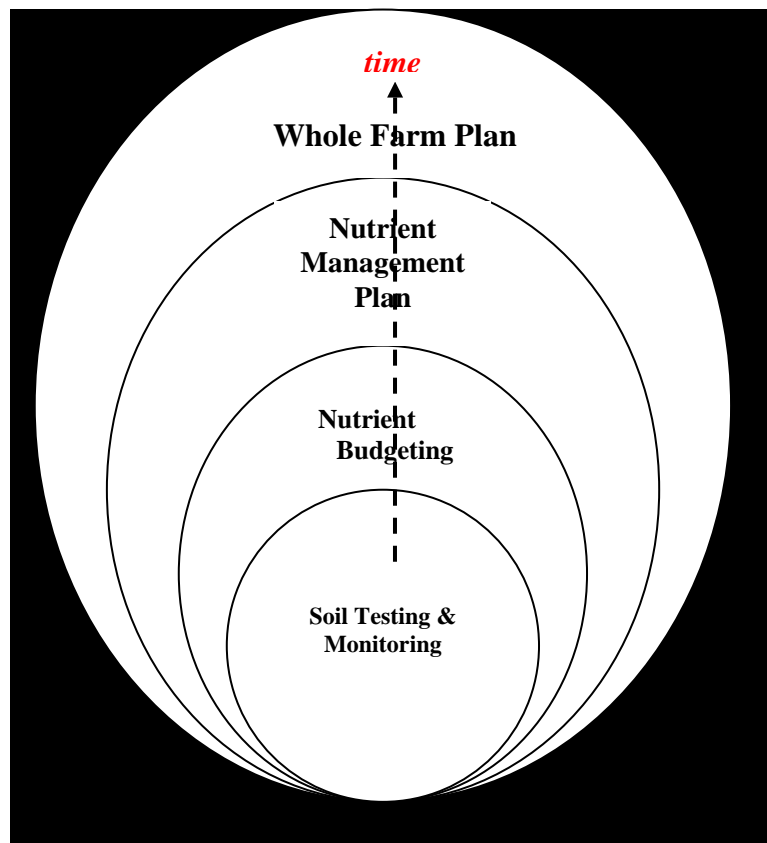 time
Whole Farm Plan
Nutrient
Management
Plan
Nutrient
Budgeting
Soil Testing &
Monitoring